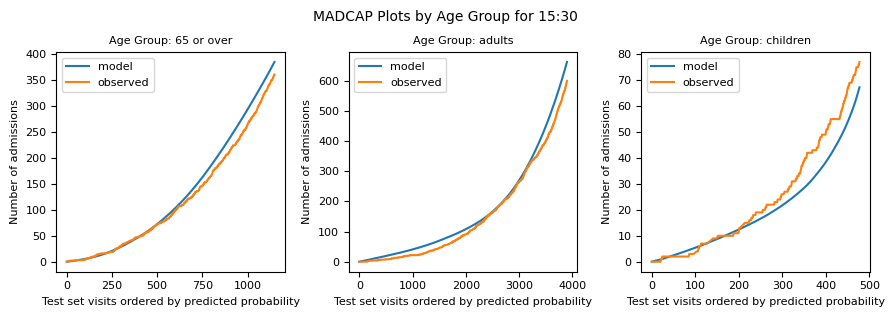 MADCAP Plots by Age Group for 15:30
Age Group: 65 or over
model
observed
Number of admissions
400
350
300
250
200
150
100
50
0
0 250 500 750 1000
Test set visits ordered by predicted probability
Age Group: adults
model
observed
Number of admissions
600
500
400
300
200
100
0
0 1000 2000 3000 4000
Test set visits ordered by predicted probability
Age Group: children
model
observed
Number of admissions
80
70
60
50
40
30
20
10
0
0 100 200 300 400 500
Test set visits ordered by predicted probability